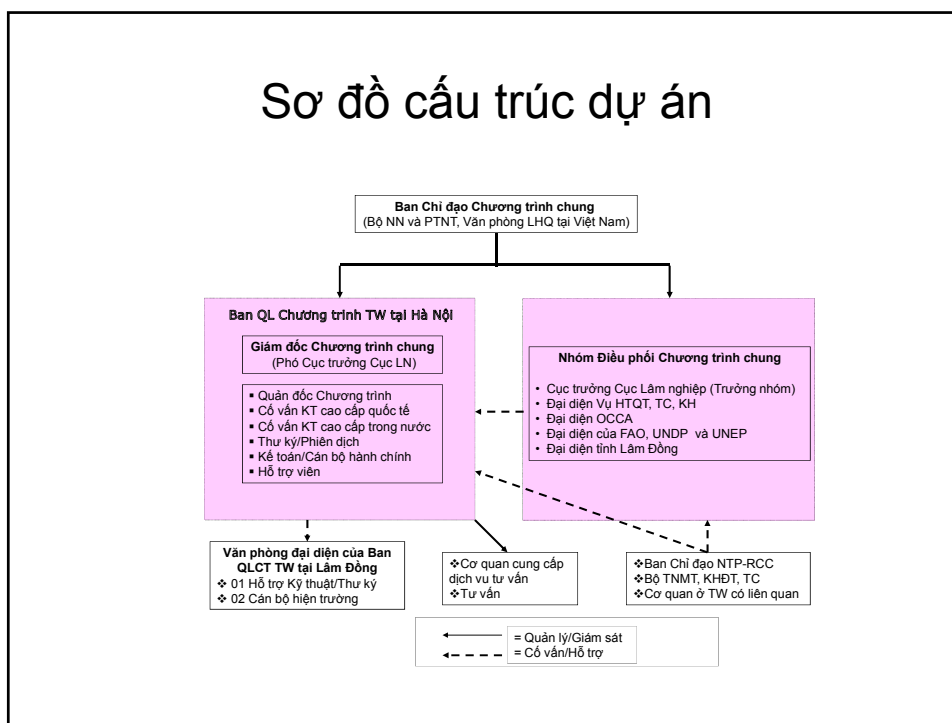 Sơ đồ cấu trúc dự án
Ban Chỉ đạo Chương trình chung
(Bộ NN và PTNT, Văn phòng LHQ tại Việt Nam)
Ban QL Chương trình TW tại Hà Nội
Giám đốc Chương trình chung
(Phó Cục trưởng Cục LN)
▪ Quản đốc Chương trình
▪ Cố vấn KT cao cấp quốc tế
▪ Cố vấn KT cao cấp trong nước
▪ Thư ký/Phiên dịch
▪ Kế toán/Cán bộ hành chính
▪ Hỗ trợ viên
Nhóm Điều phối Chương trình chung
• Cục trưởng Cục Lâm nghiệp (Trưởng nhóm)
• Đại diện Vụ HTQT, TC, KH
• Đại diện OCCA
• Đại diện của FAO, UNDP và UNEP
• Đại diện tỉnh Lâm Đồng
Văn phòng đại diện của Ban
QLCT TW tại Lâm Đồng
❖ 01 Hỗ trợ Kỹ thuật/Thư ký
❖ 02 Cán bộ hiện trường
❖Cơ quan cung cấp
dịch vu tư vấn
❖Tư vấn
❖Ban Chỉ đạo NTP-RCC
❖Bộ TNMT, KHĐT, TC
❖Cơ quan ở TW có liên quan
= Quản lý/Giám sát
= Cố vấn/Hỗ trợ